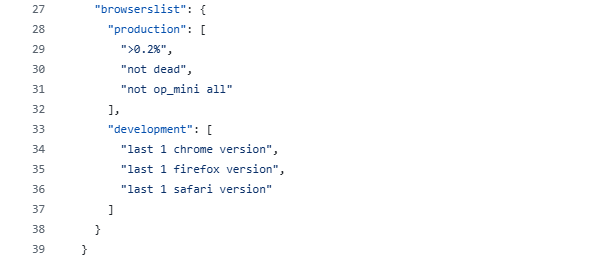 27 "browserslist": {
28 "production": [
29 ">0.2%",
30 "not dead",
31 "not op_mini all"
32 ],
33 "development": [
34 "last 1 chrome version",
35 "last 1 firefox version",
36 "last 1 safari version"
37 ]
38 }
39 }